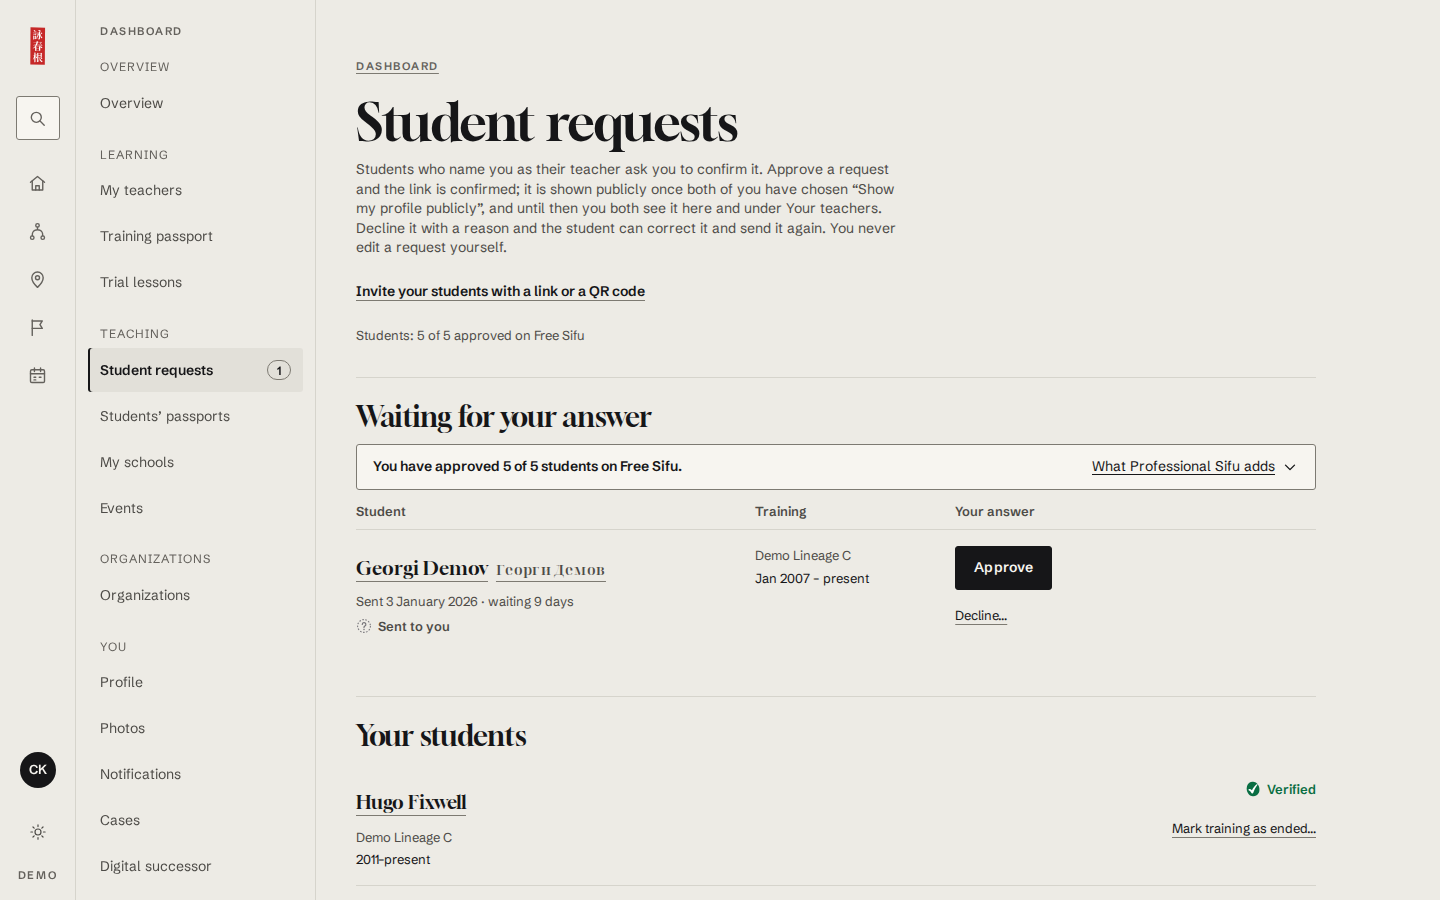 詠春根
DASHBOARD
OVERVIEW
Overview
LEARNING
My teachers
Training passport
Trial lessons
TEACHING
Student requests 1
Students’ passports
My schools
Events
ORGANIZATIONS
Organizations
YOU
Profile
Photos
Notifications
Cases
Digital successor
CK
DEMO
DASHBOARD
Student requests
Students who name you as their teacher ask you to confirm it. Approve a request
and the link is confirmed; it is shown publicly once both of you have chosen “Show
my profile publicly”, and until then you both see it here and under Your teachers.
Decline it with a reason and the student can correct it and send it again. You never
edit a request yourself.
Invite your students with a link or a QR code
Students: 5 of 5 approved on Free Sifu
Waiting for your answer
You have approved 5 of 5 students on Free Sifu. What Professional Sifu adds
Student Training Your answer
Georgi Demov Георги Демов
Sent 3 January 2026 · waiting 9 days
Sent to you
Demo Lineage C
Jan 2007 – present
Approve
Decline…
Your students
Hugo Fixwell
Demo Lineage C
2011–present
Verified
Mark training as ended…